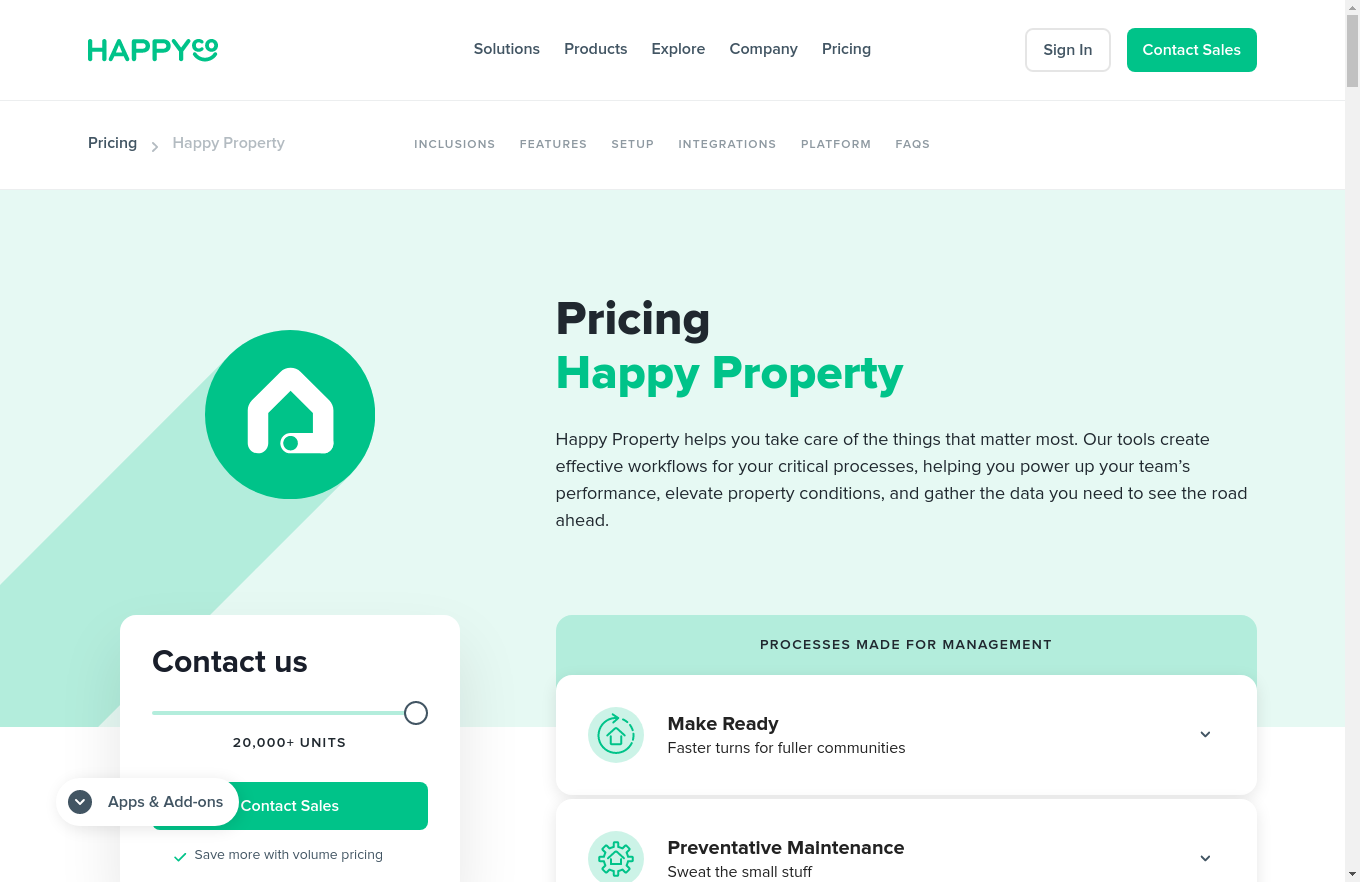 HAPPYCO
Solutions
Products
Explore
Company
Pricing
Sign In
Contact Sales
Pricing
Happy Property
INCLUSIONS
FEATURES
SETUP
INTEGRATIONS
PLATFORM
FAQS
Pricing
Happy Property
Happy Property helps you take care of the things that matter most. Our tools create
effective workflows for your critical processes, helping you power up your team’s
performance, elevate property conditions, and gather the data you need to see the road
ahead.
Contact us
20,000+ UNITS
Apps & Add-ons
Contact Sales
Save more with volume pricing
PROCESSES MADE FOR MANAGEMENT
Make Ready
Faster turns for fuller communities
Preventative Maintenance
Sweat the small stuff